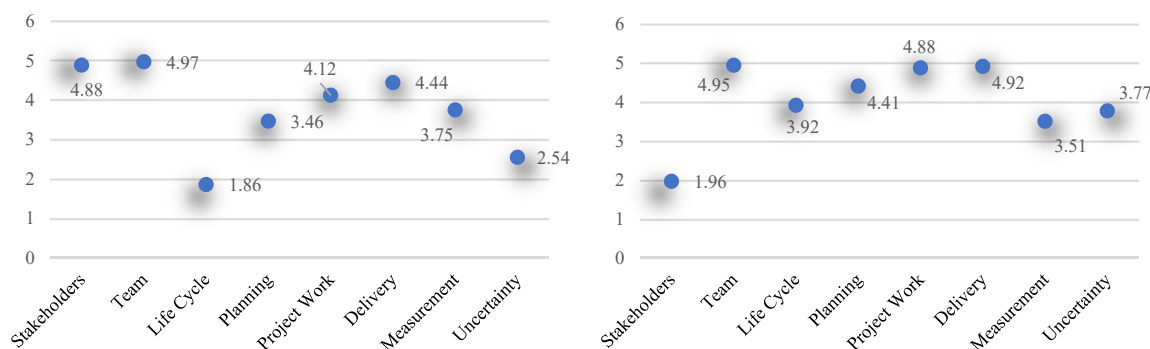 6
5
4
3
2
1
0
4.88
4.97
1.86
3.46
4.12
4.44
3.75
2.54
Stakeholders
Team
Life Cycle
Planning
Project Work
Delivery
Measurement
Uncertainty
6
5
4
3
2
1
0
1.96
4.95
3.92
4.41
4.88
4.92
3.51
3.77
Stakeholders
Team
Life Cycle
Planning
Project Work
Delivery
Measurement
Uncertainty